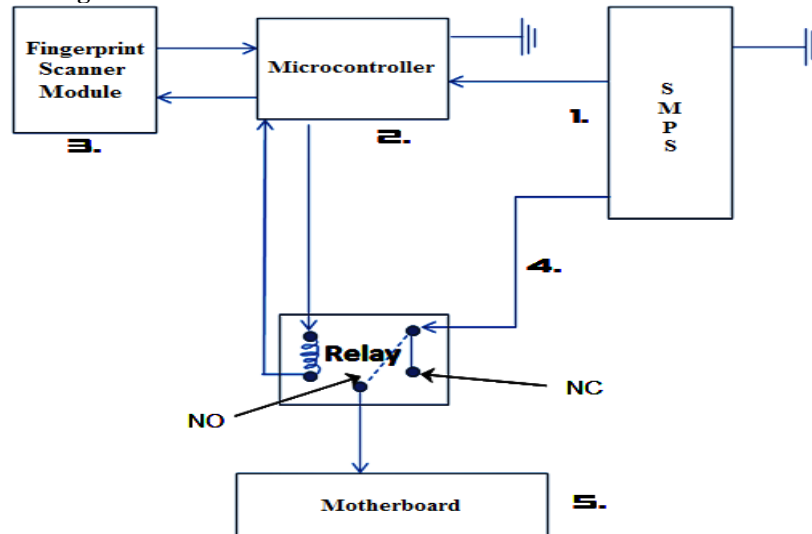 Fingerprint
Scanner
Module
3.
Microcontroller
2.
1.
S
M
P
S
4.
Relay
NO
NC
Motherboard
5.